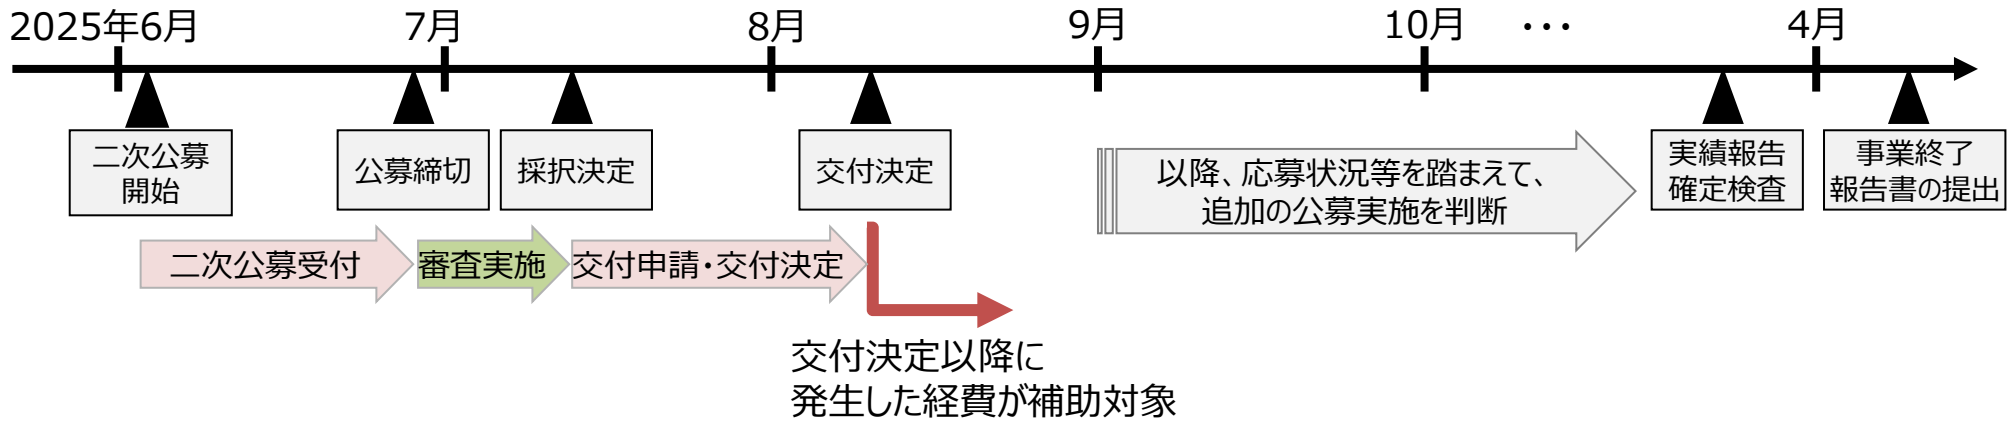 2025年6月
7月
8月
9月
10月
・・・
4月
二次公募
開始
公募締切
採択決定
交付決定
以降、応募状況等を踏まえて、
追加の公募実施を判断
実績報告
確定検査
事業終了
報告書の提出
二次公募受付
審査実施
交付申請・交付決定
交付決定以降に
発生した経費が補助対象